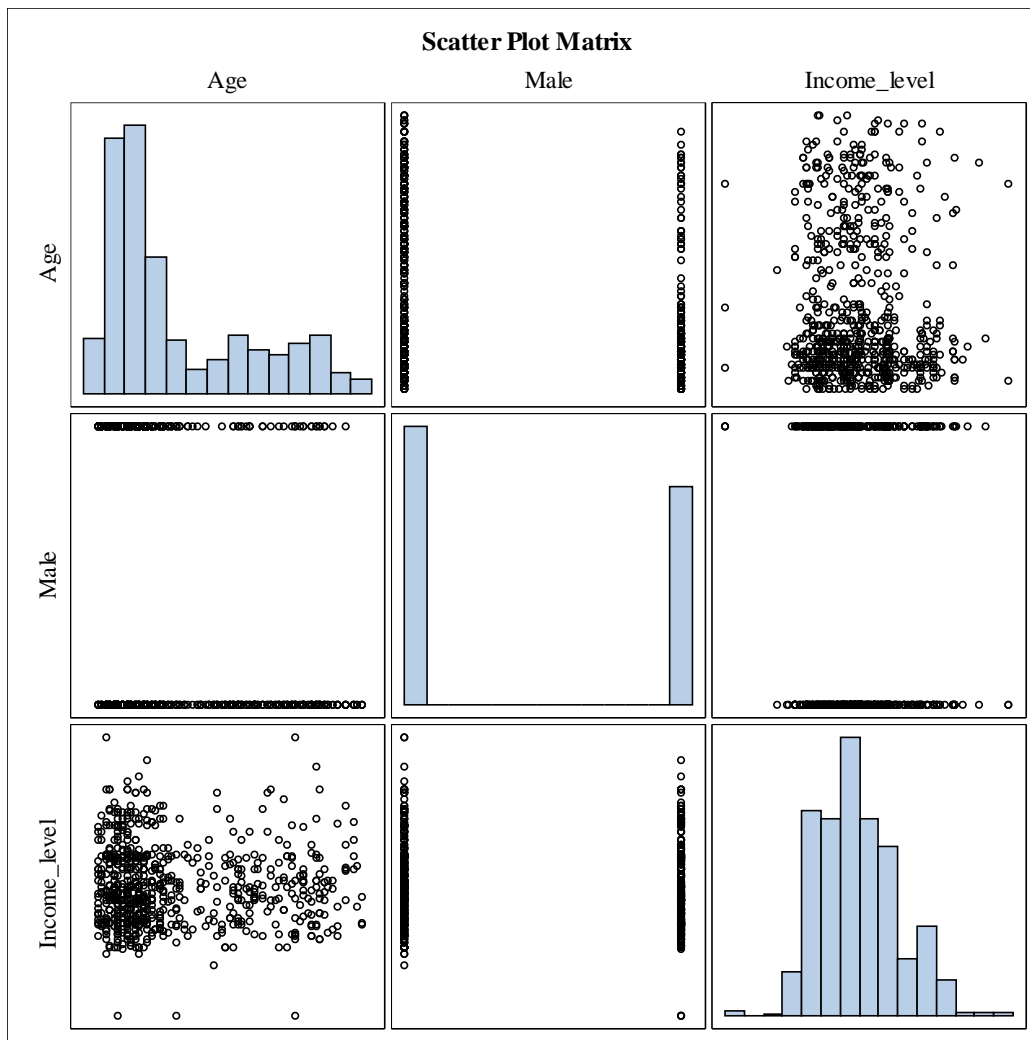 Scatter Plot Matrix
Age Male Income_level
Age
Male
Income_level